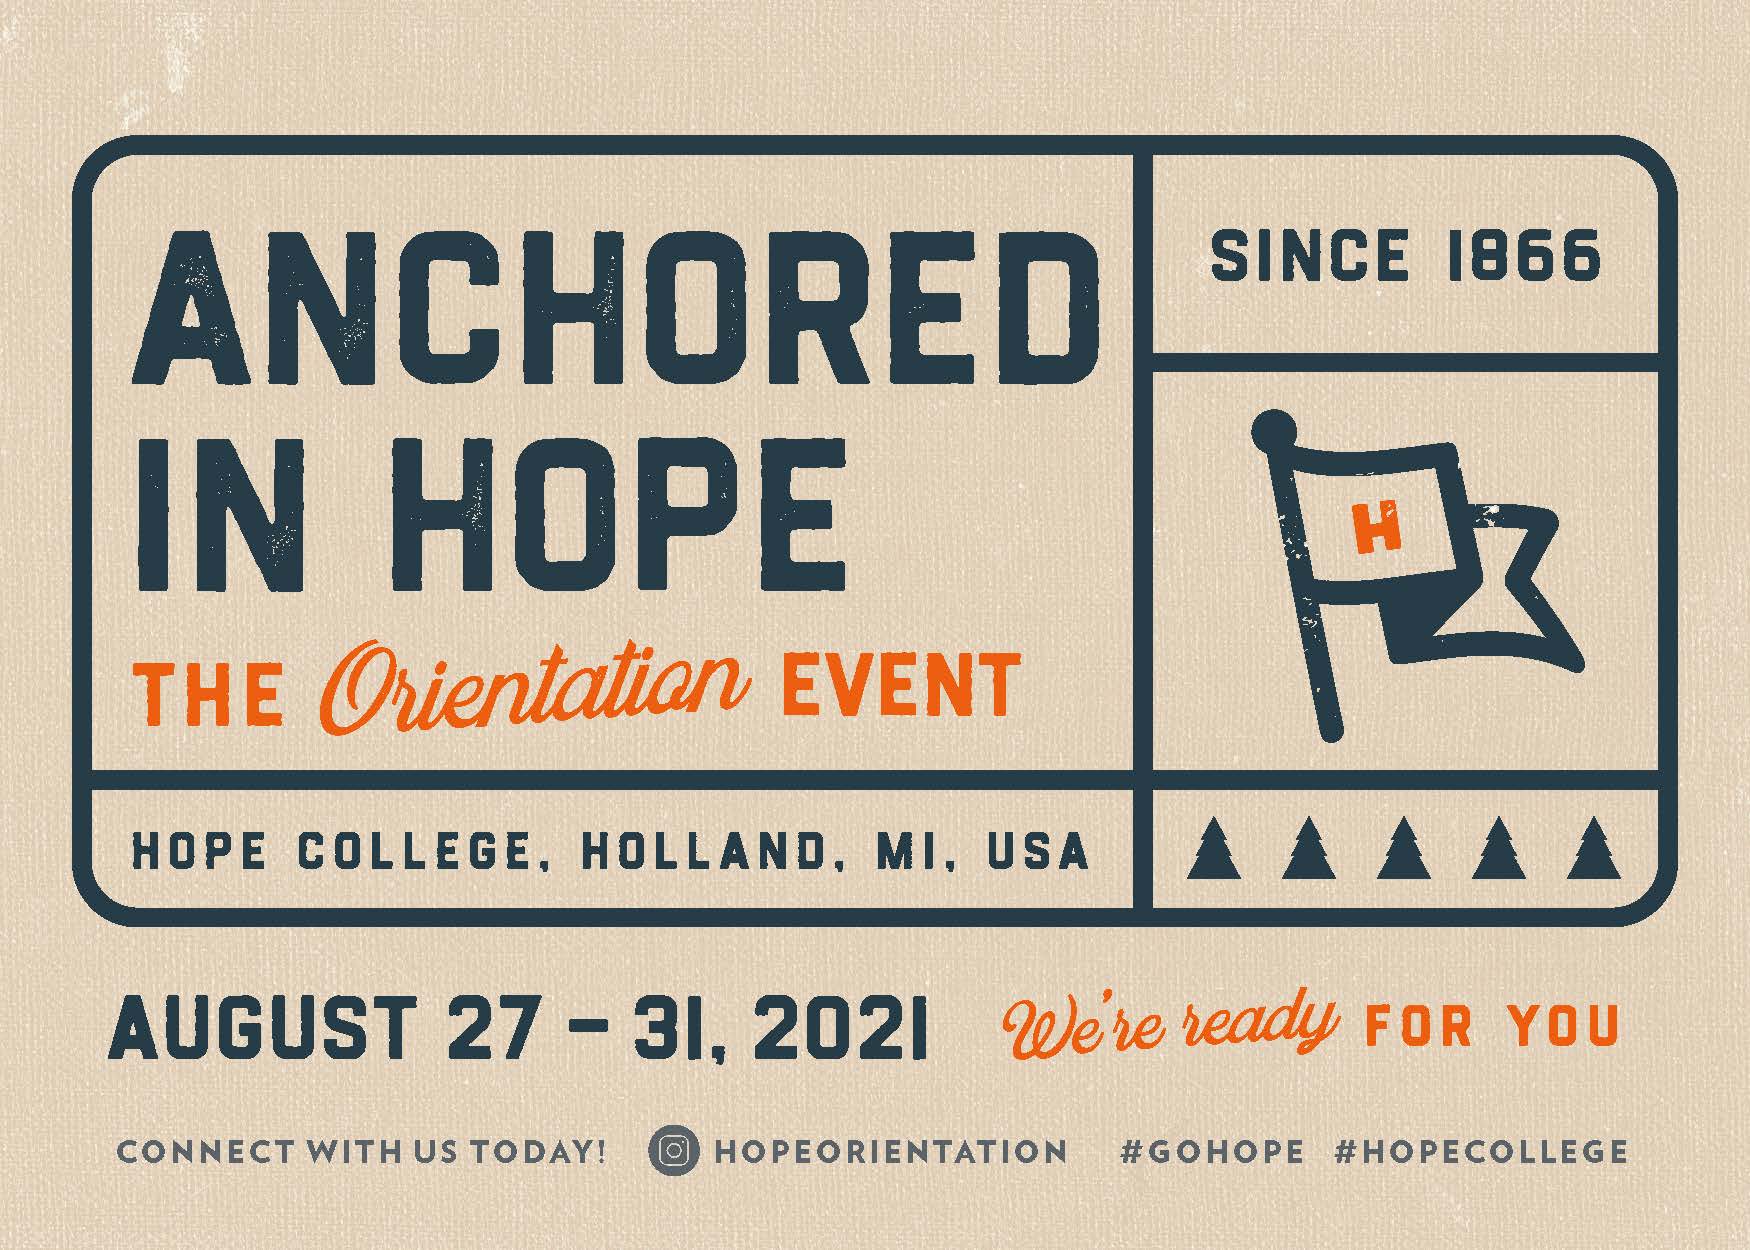 ANCHORED
IN HOPE
THE Orientation EVENT
SINCE 1866
H
HOPE COLLEGE, HOLLAND, MI, USA
AUGUST 27 – 31, 2021
We're ready FOR YOU
CONNECT WITH US TODAY! HOPEORIENTATION #GOHOPE #HOPECOLLEGE